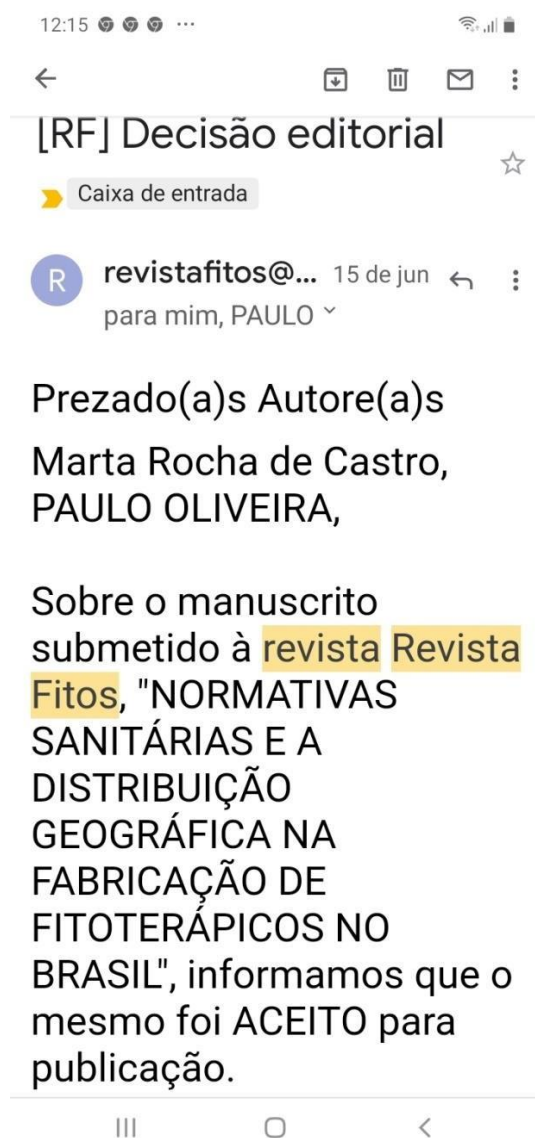 12:15
[RF] Decisão editorial
Caixa de entrada
R
revistafitos@... 15 de jun
para mim, PAULO
Prezado(a)s Autore(a)s
Marta Rocha de Castro,
PAULO OLIVEIRA,
Sobre o manuscrito
submetido à revista Revista
Fitos, "NORMATIVAS
SANITÁRIAS E A
DISTRIBUIÇÃO
GEOGRÁFICA NA
FABRICAÇÃO DE
FITOTERÁPICOS NO
BRASIL", informamos que o
mesmo foi ACEITO para
publicação.